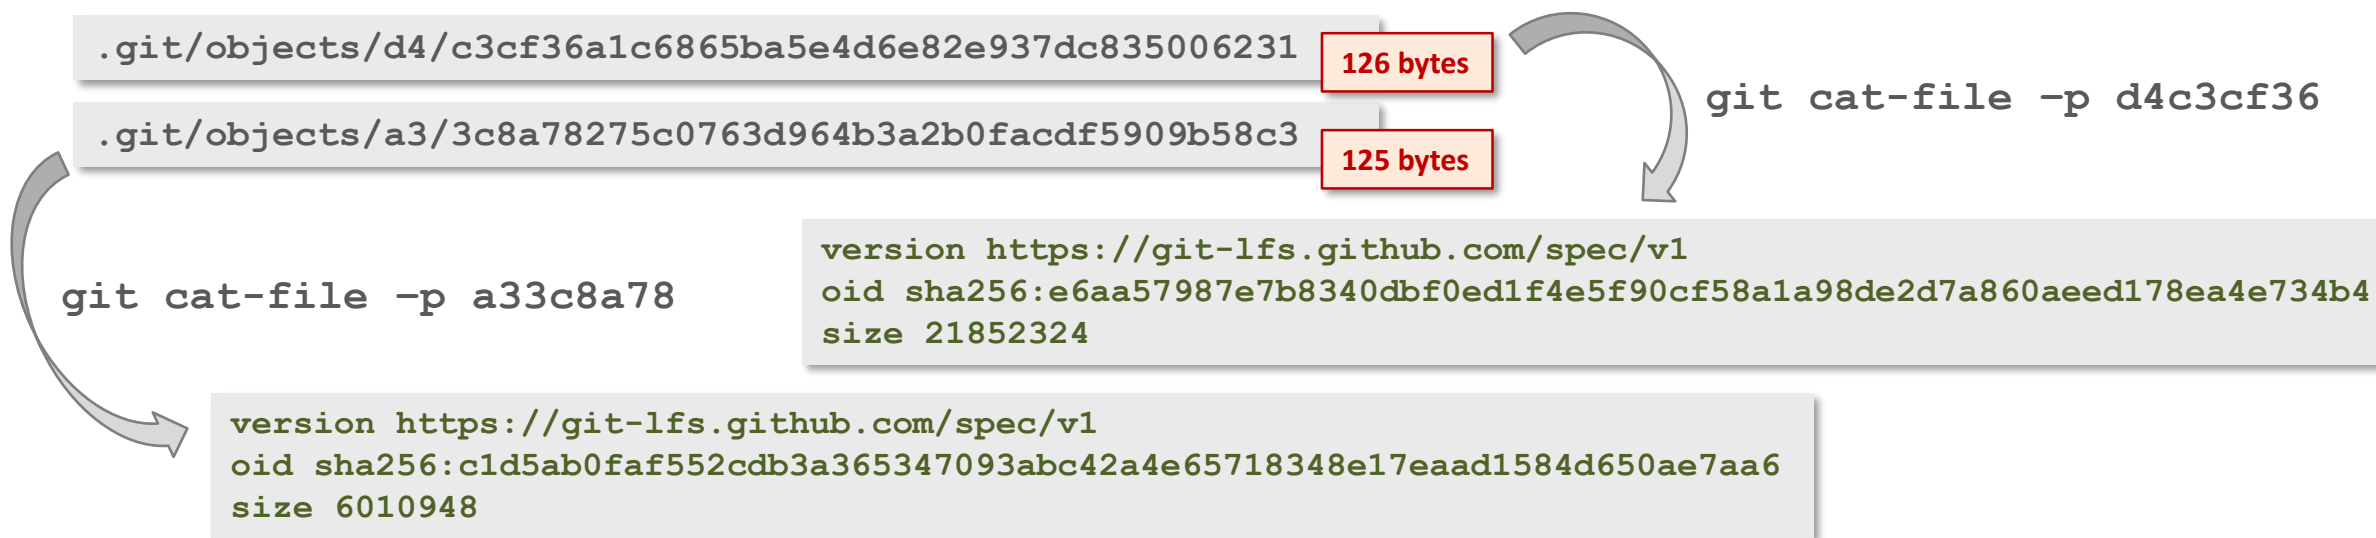 .git/objects/d4/c3cf36a1c6865ba5e4d6e82e937dc835006231
126 bytes
git cat-file –p d4c3cf36
.git/objects/a3/3c8a78275c0763d964b3a2b0facdf5909b58c3
125 bytes
version https://git-lfs.github.com/spec/v1
oid sha256:e6aa57987e7b8340dbf0ed1f4e5f90cf58a1a98de2d7a860aeed178ea4e734b4
size 21852324
git cat-file –p a33c8a78
version https://git-lfs.github.com/spec/v1
oid sha256:c1d5ab0faf552cdb3a365347093abc42a4e65718348e17eaad1584d650ae7aa6
size 6010948